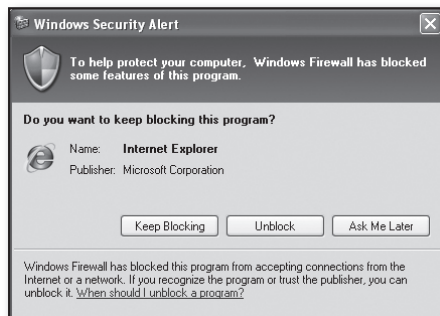 Windows Security Alert
To help protect your computer, Windows Firewall has blocked
some features of this program.
Do you want to keep blocking this program?
Name: Internet Explorer
Publisher: Microsoft Corporation
Keep Blocking Unblock Ask Me Later
Windows Firewall has blocked this program from accepting connections from the
Internet or a network. If you recognize the program or trust the publisher, you can
unblock it. When should I unblock a program?